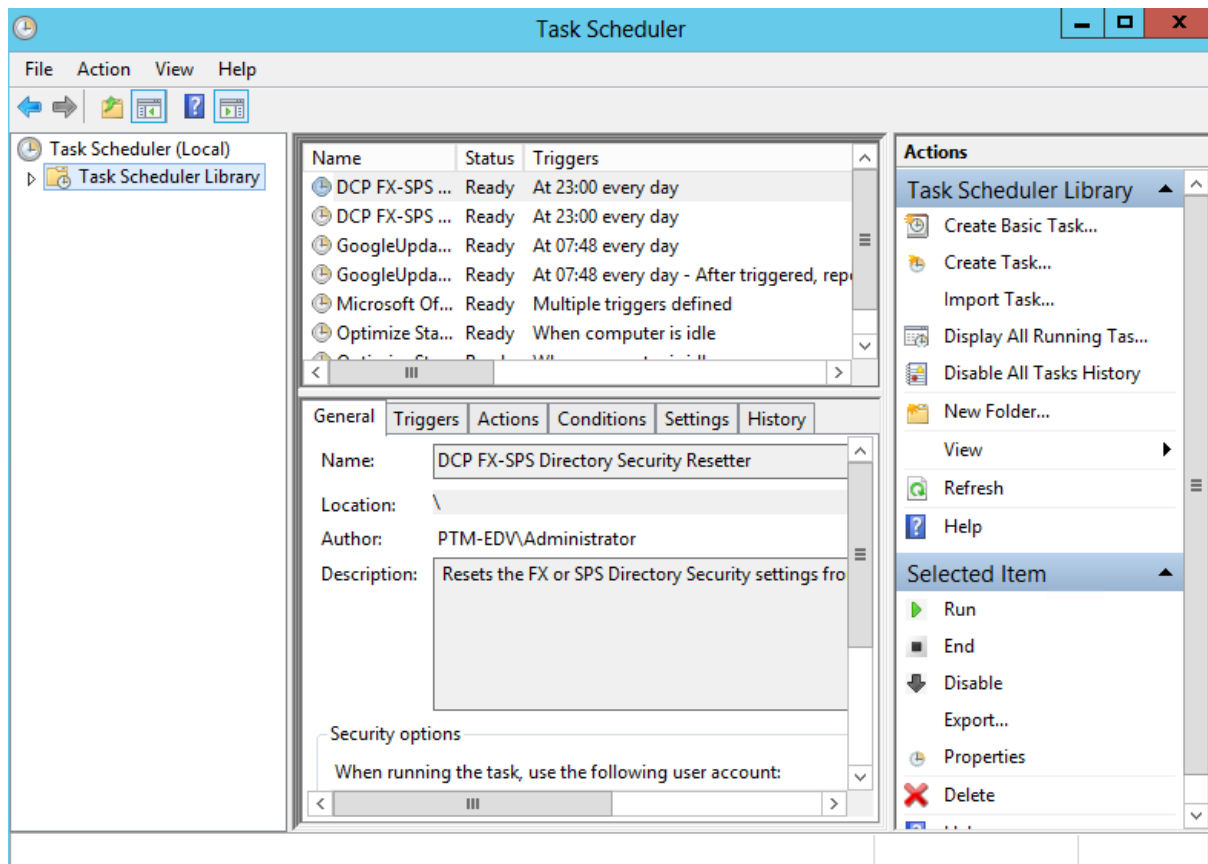 Task Scheduler
File Action View Help
Task Scheduler (Local)
Task Scheduler Library
Name Status Triggers
DCP FX-SPS ... Ready At 23:00 every day
DCP FX-SPS ... Ready At 23:00 every day
GoogleUpda... Ready At 07:48 every day
GoogleUpda... Ready At 07:48 every day - After triggered, repe
Microsoft Of... Ready Multiple triggers defined
Optimize Sta... Ready When computer is idle
General Triggers Actions Conditions Settings History
Name: DCP FX-SPS Directory Security Resetter
Location: \
Author: PTM-EDV\Administrator
Description: Resets the FX or SPS Directory Security settings fro
Security options
When running the task, use the following user account:
Actions
Task Scheduler Library
Create Basic Task...
Create Task...
Import Task...
Display All Running Tas...
Disable All Tasks History
New Folder...
View
Refresh
Help
Selected Item
Run
End
Disable
Export...
Properties
Delete